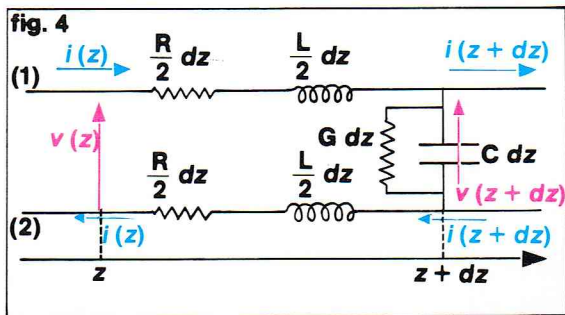 fig. 4
i (z)
R/2 dz
L/2 dz
i (z + dz)
(1)
v (z)
G dz
C dz
R/2 dz
L/2 dz
v (z + dz)
(2)
i (z)
i (z + dz)
z
z + dz